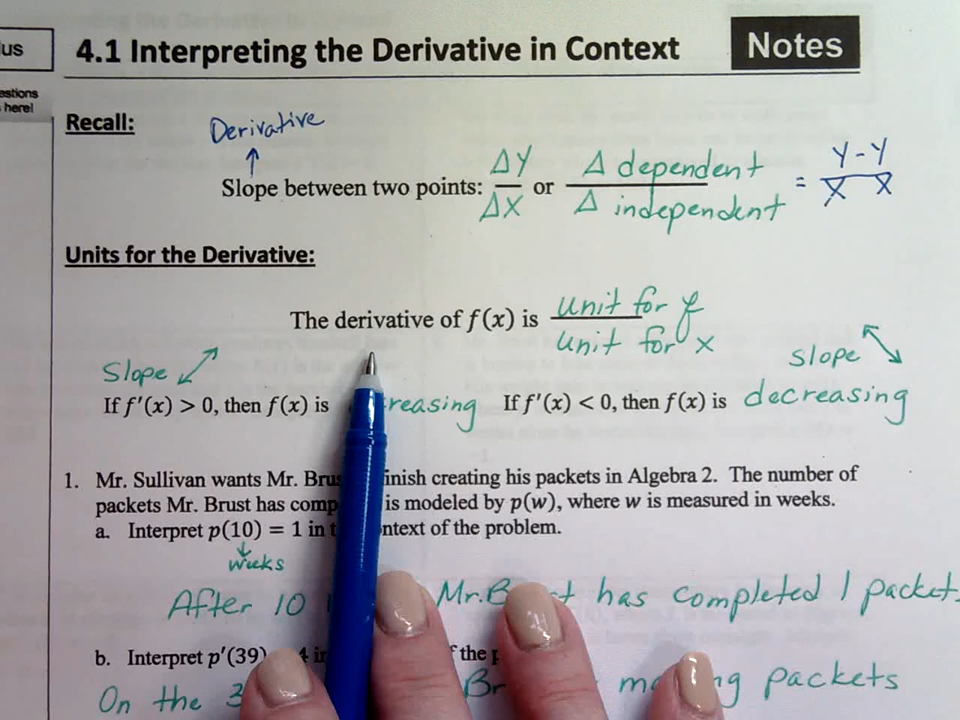 us
4.1 Interpreting the Derivative in Context
Notes
estions
here!
Recall:
Derivative
Slope between two points: ΔY/ΔX or Δ dependent/Δ independent = Y-Y/X X
Units for the Derivative:
The derivative of f(x) is unit for y/unit for x
Slope
slope
If f'(x) > 0, then f(x) is reasing
If f'(x) < 0, then f(x) is decreasing
1. Mr. Sullivan wants Mr. Bru inish creating his packets in Algebra 2. The number of
packets Mr. Brust has comp is modeled by p(w), where w is measured in weeks.
a. Interpret p(10) = 1 in t ntext of the problem.
weeks
After 10 Mr. B t has completed 1 packet.
b. Interpret p'(39) 4 in f the p
On the 3 Br m ng packets